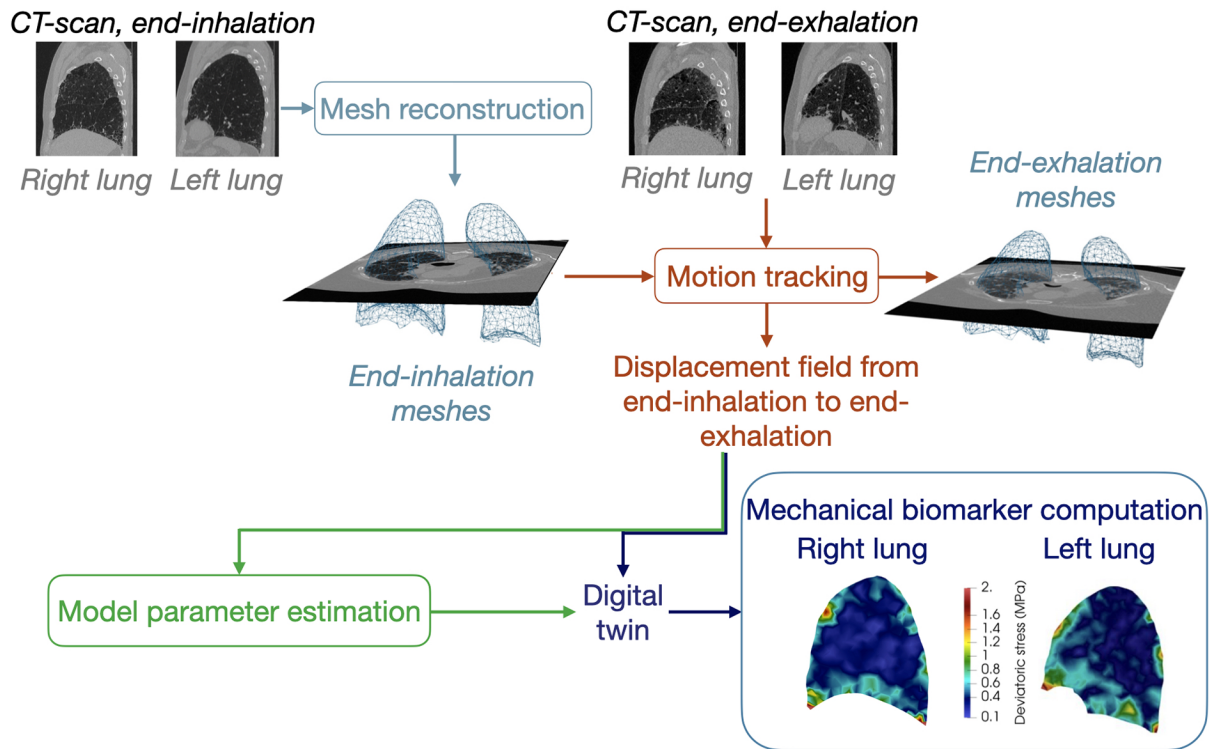 CT-scan, end-inhalation
CT-scan, end-exhalation
Mesh reconstruction
Right lung
Left lung
Right lung
Left lung
End-exhalation
meshes
Motion tracking
End-inhalation
meshes
Displacement field from
end-inhalation to end-
exhalation
Mechanical biomarker computation
Right lung
Left lung
Model parameter estimation
Digital
twin
2.
1.6
1.4
1.2
1
0.8
0.6
0.4
0.1
Deviatoric stress (MPa)